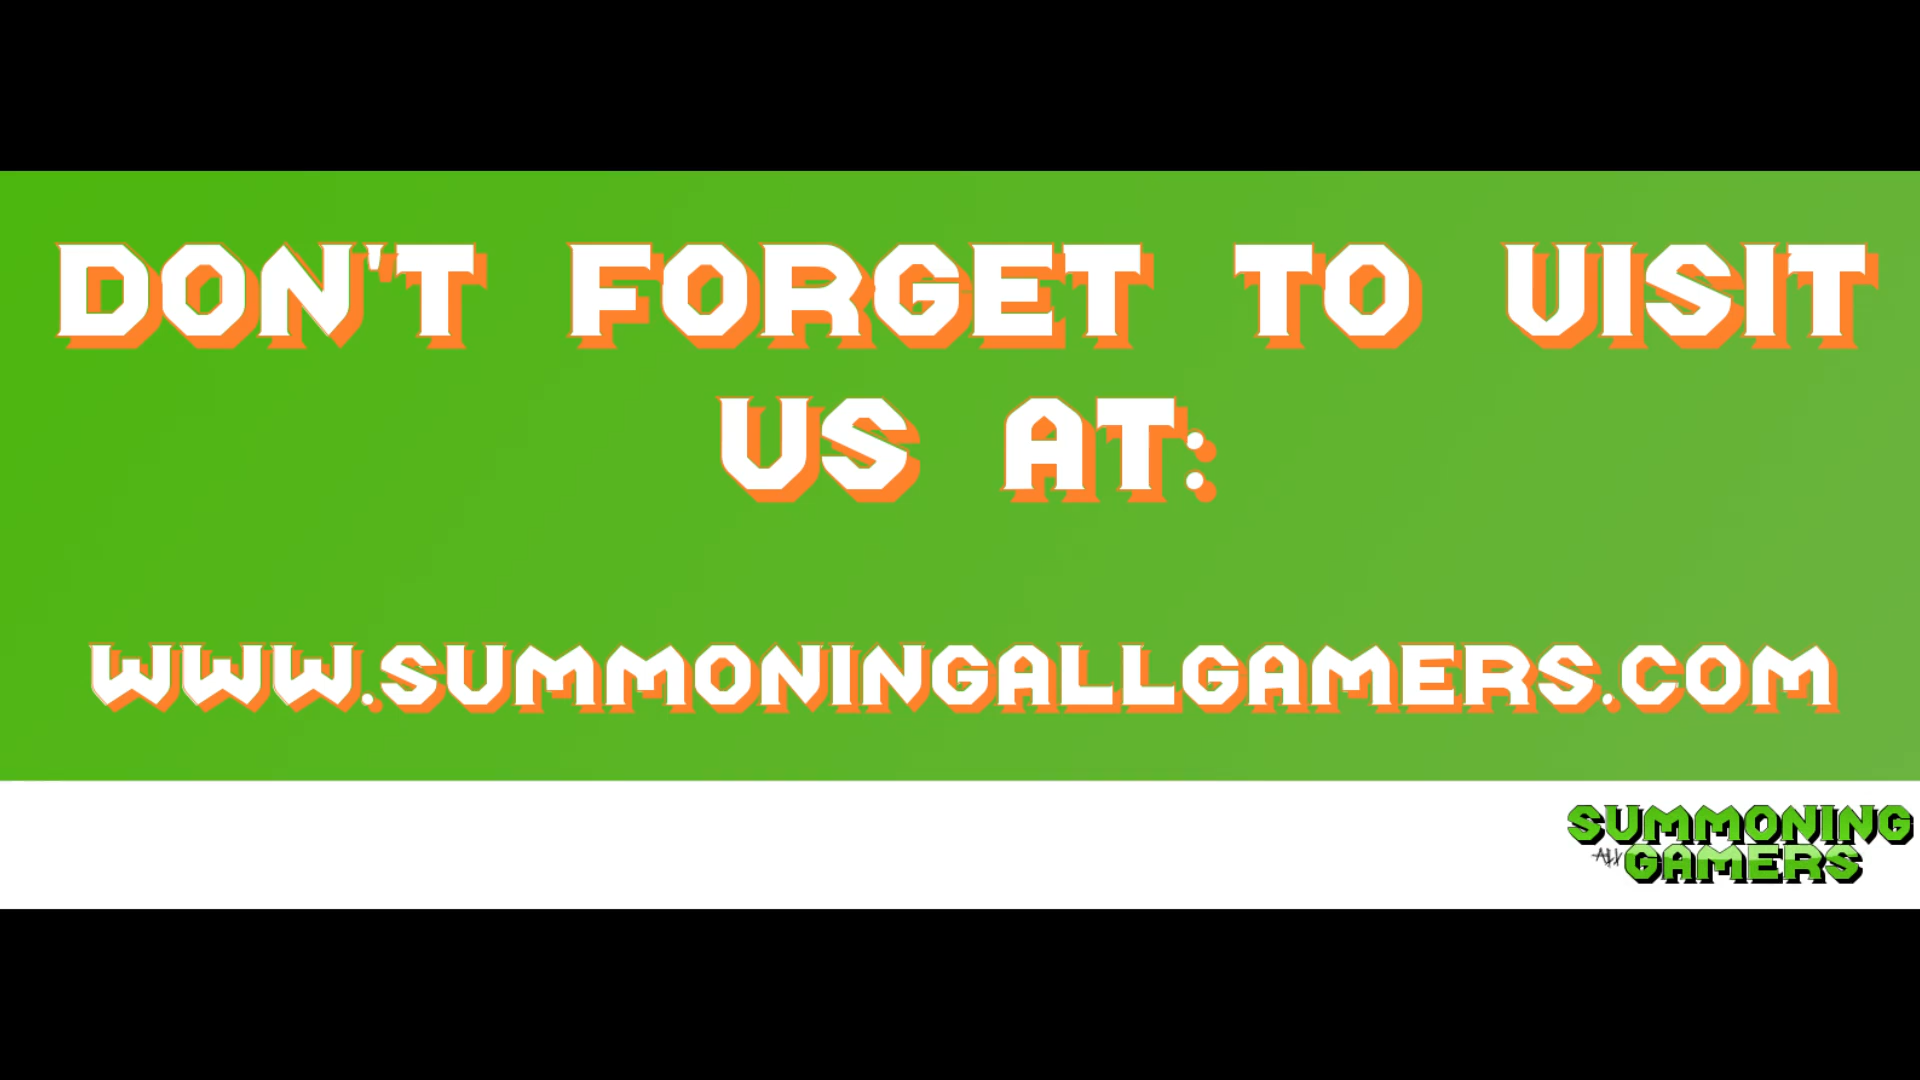 DON'T FORGET TO VISIT
US AT:
WWW.SUMMONINGALLGAMERS.COM
SUMMONING
ALL GAMERS